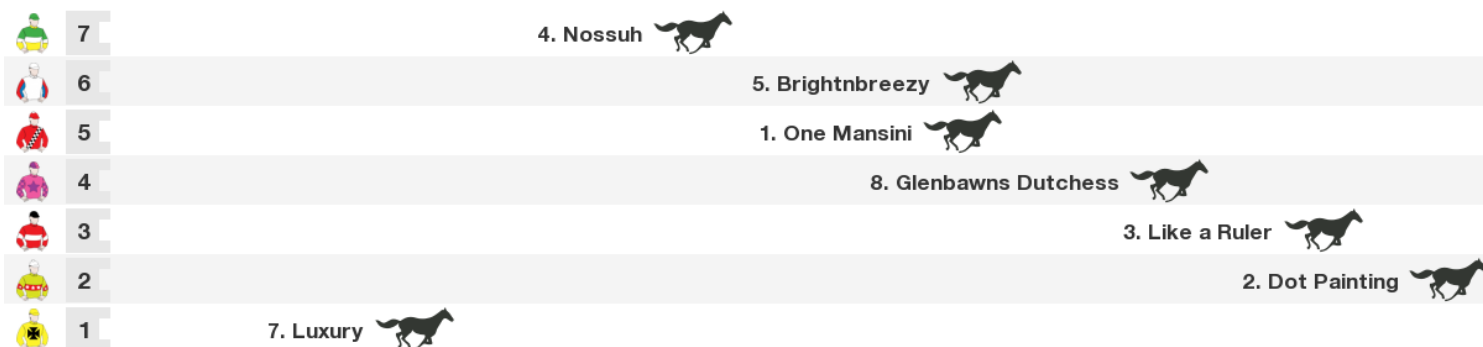 7 4. Nossuh
6 5. Brightnbreezy
5 1. One Mansini
4 8. Glenbawns Dutchess
3 3. Like a Ruler
2 2. Dot Painting
1 7. Luxury